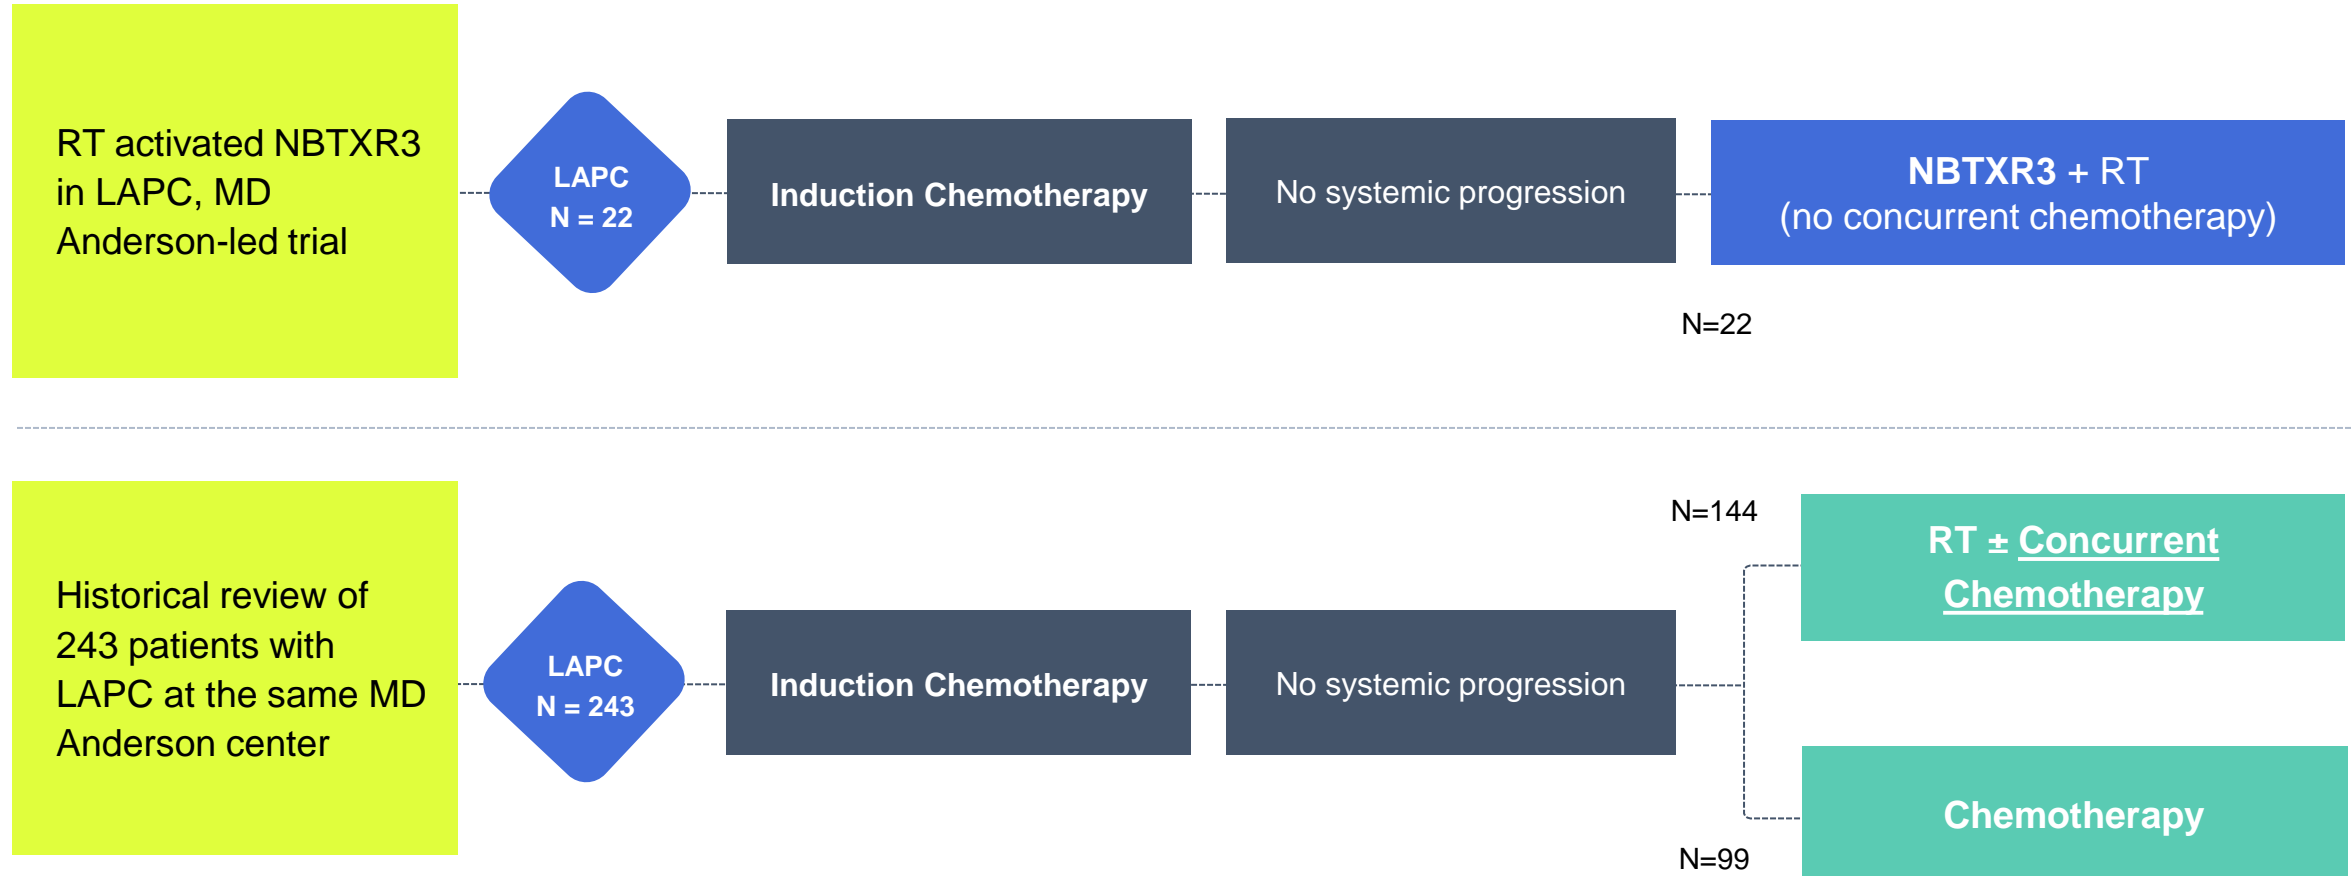 RT activated NBTXR3
in LAPC, MD
Anderson-led trial
LAPC
N = 22
Induction Chemotherapy
No systemic progression
NBTXR3 + RT
(no concurrent chemotherapy)
N=22
Historical review of
243 patients with
LAPC at the same MD
Anderson center
LAPC
N = 243
Induction Chemotherapy
No systemic progression
N=144
RT ± Concurrent
Chemotherapy
Chemotherapy
N=99